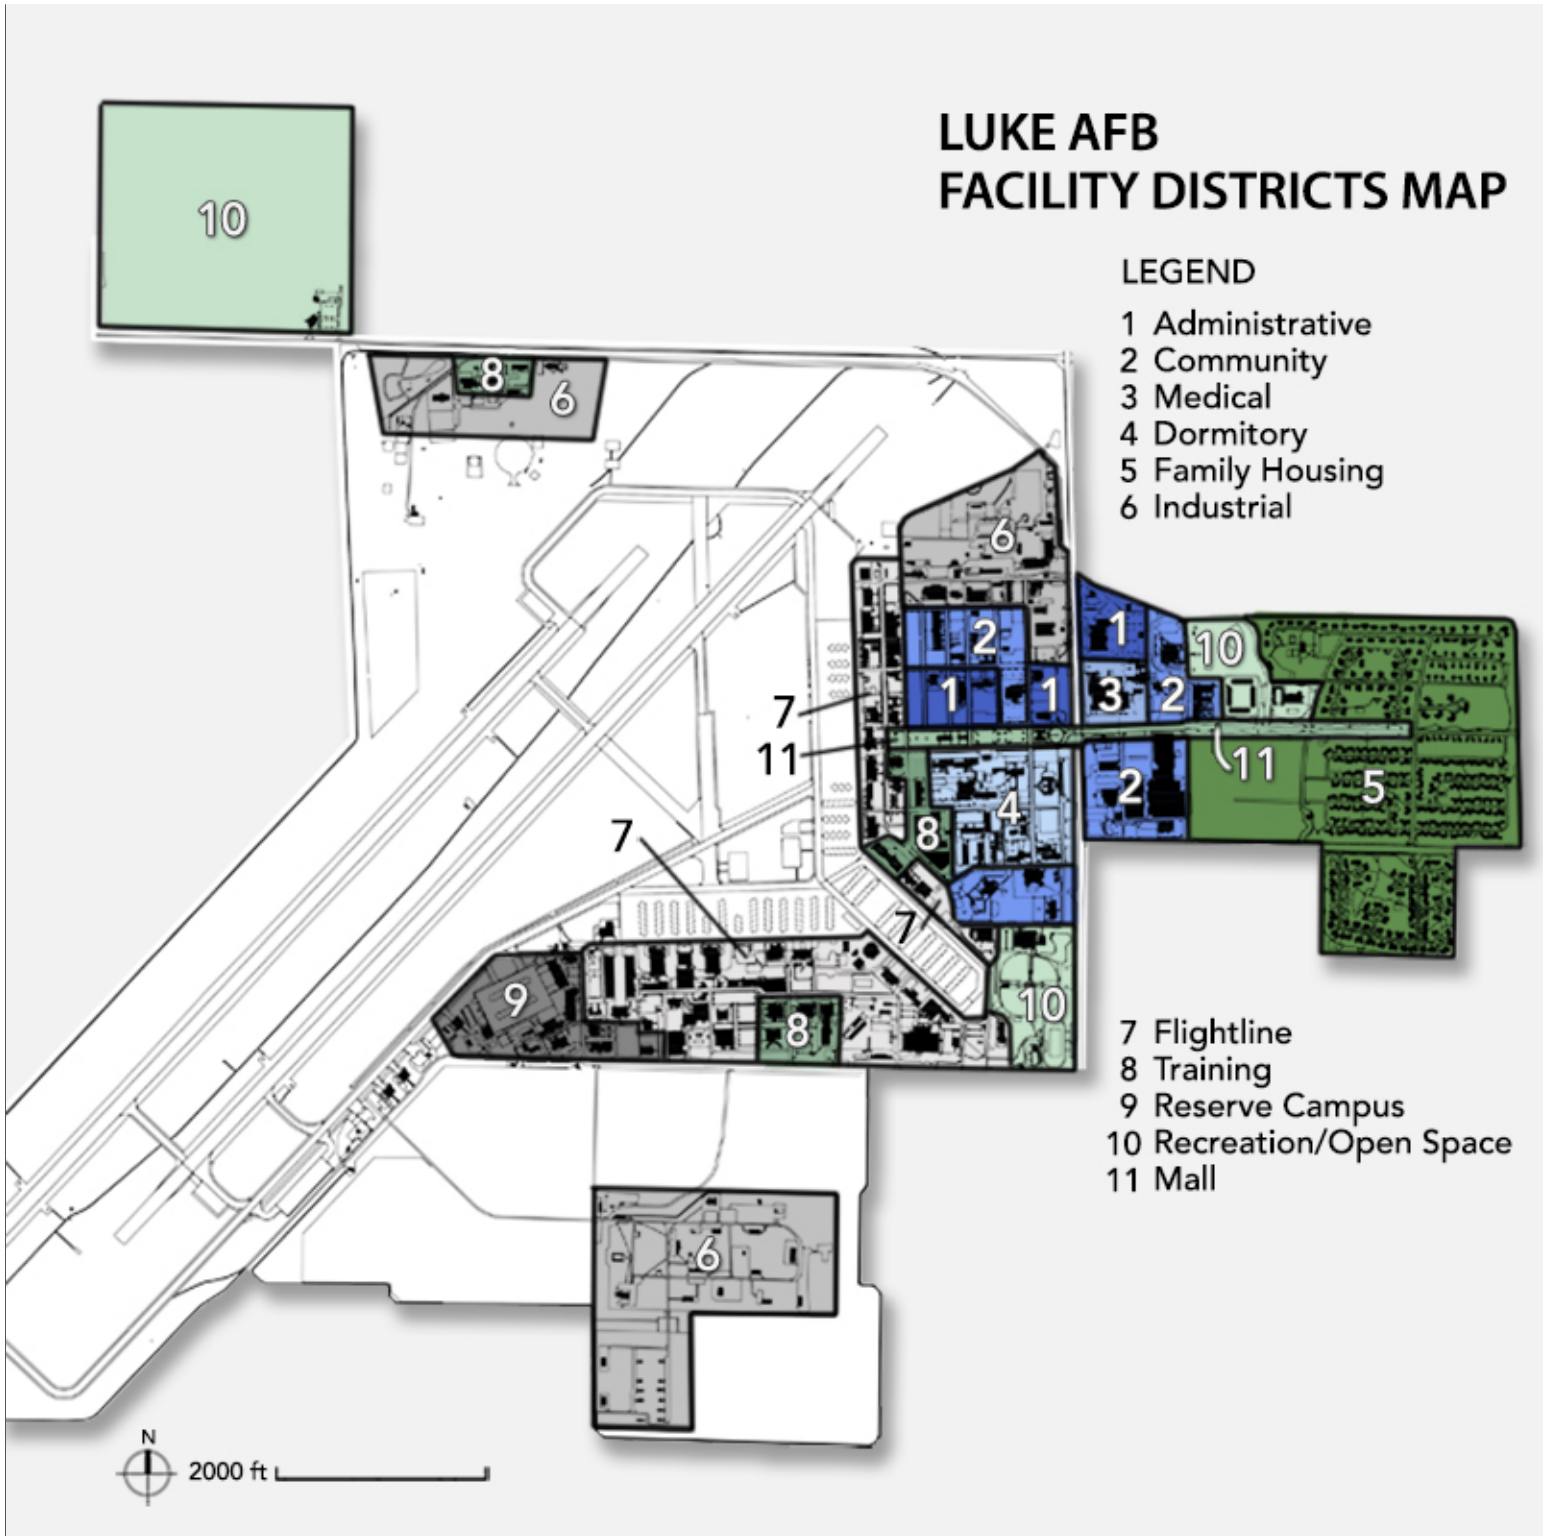 LUKE AFB
FACILITY DISTRICTS MAP
LEGEND
1 Administrative
2 Community
3 Medical
4 Dormitory
5 Family Housing
6 Industrial
10
8
6
6
2
1
10
1
1
3
2
7
11
11
2
5
4
7
8
7
9
8
10
7 Flightline
8 Training
9 Reserve Campus
10 Recreation/Open Space
11 Mall
6
N
2000 ft